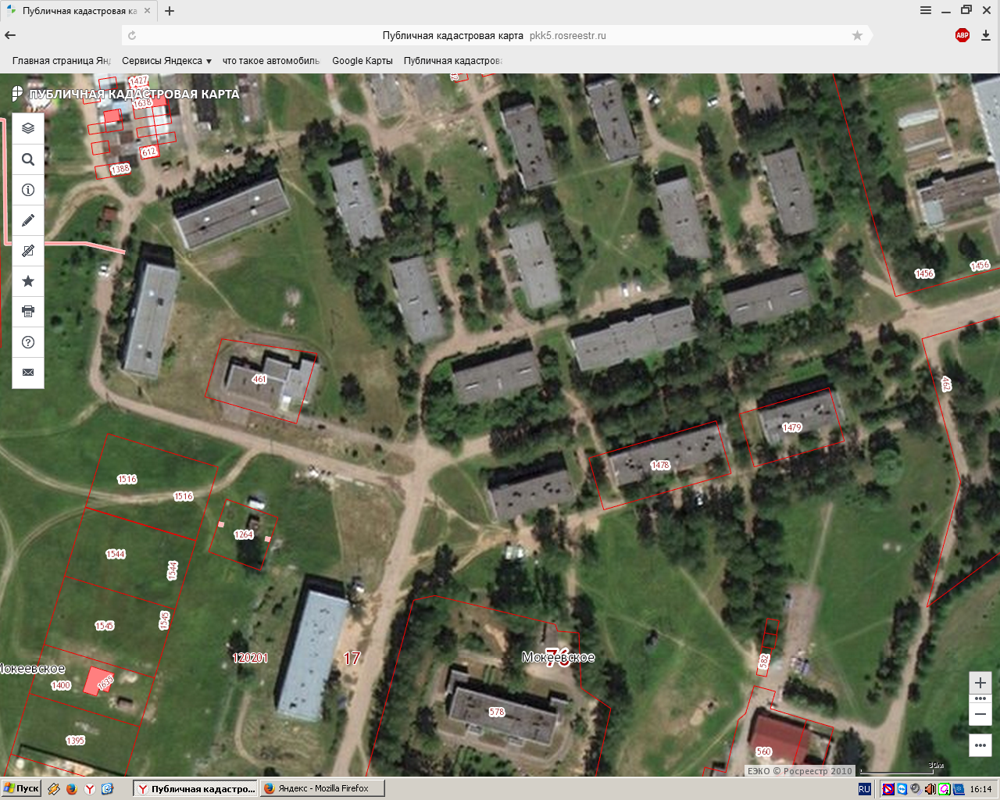 Публичная кадастровая ка
Публичная кадастровая карта pkk5.rosreestr.ru
ABP
Главная страница Янд
Сервисы Яндекса
что такое автомобиль
Google Карты
Публичная кадастрова
ПУБЛИЧНАЯ КАДАСТРОВАЯ КАРТА
1427
1638
612
1388
1456
1456
461
462
1479
1478
1516
1516
1264
1544
1544
1545
1545
120201
17
76
Мокеевское
Мокеевское
582
1400
1635
578
1395
560
ЕЭКО © Росреестр 2010
30м
Пуск
Публичная кадастро...
Яндекс - Mozilla Firefox
RU
16:14